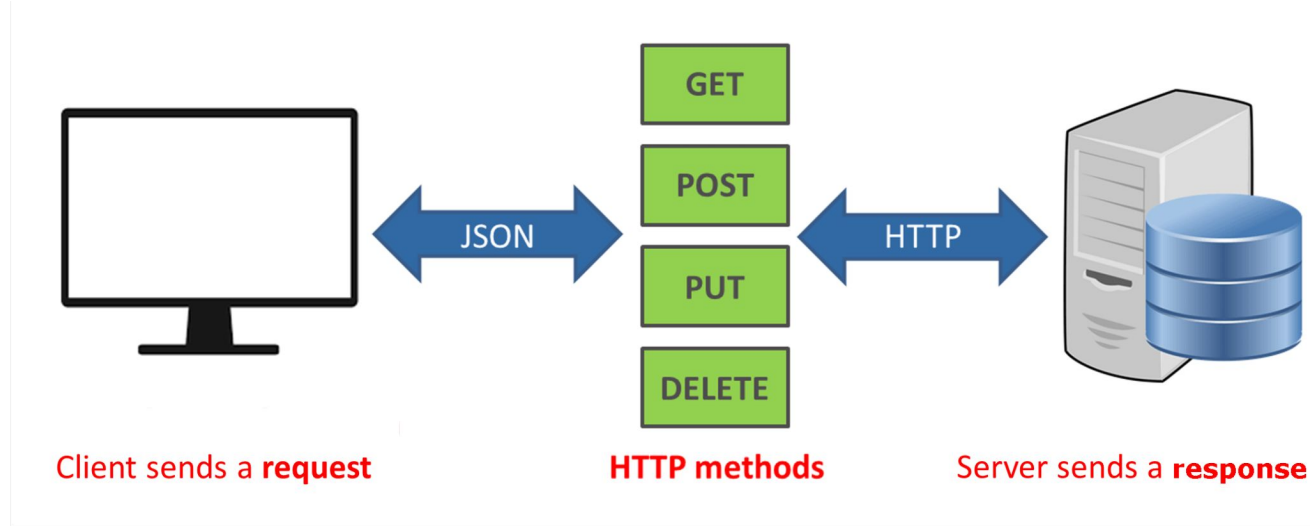 GET
POST
JSON
HTTP
PUT
DELETE
Client sends a request
HTTP methods
Server sends a response